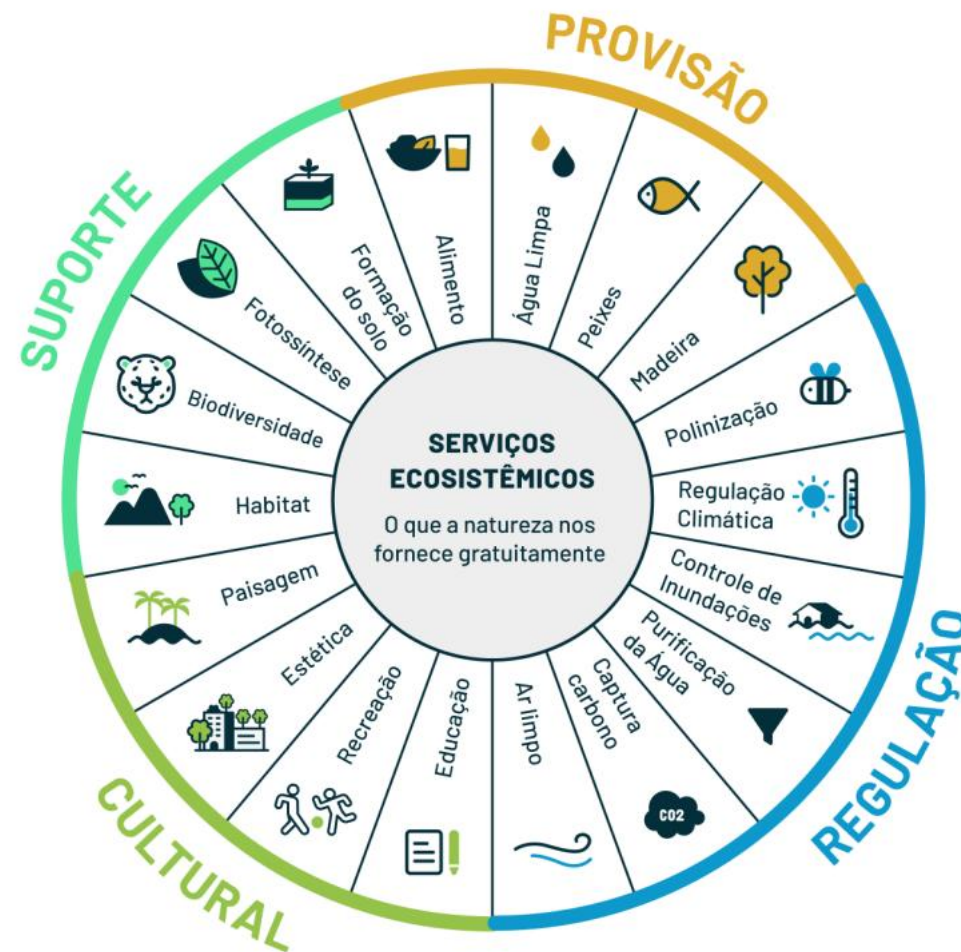 PROVISÃO
SUPORTE
REGULAÇÃO
CULTURAL
SERVIÇOS
ECOSISTÊMICOS
O que a natureza nos
fornece gratuitamente
Alimento
Água Limpa
Peixes
Madeira
Polinização
Regulação
Climática
Controle de
Inundações
Purificação
da Água
Captura
carbono
CO2
Ar limpo
Educação
Recreação
Estética
Paisagem
Habitat
Biodiversidade
Fotossíntese
Formação
do solo